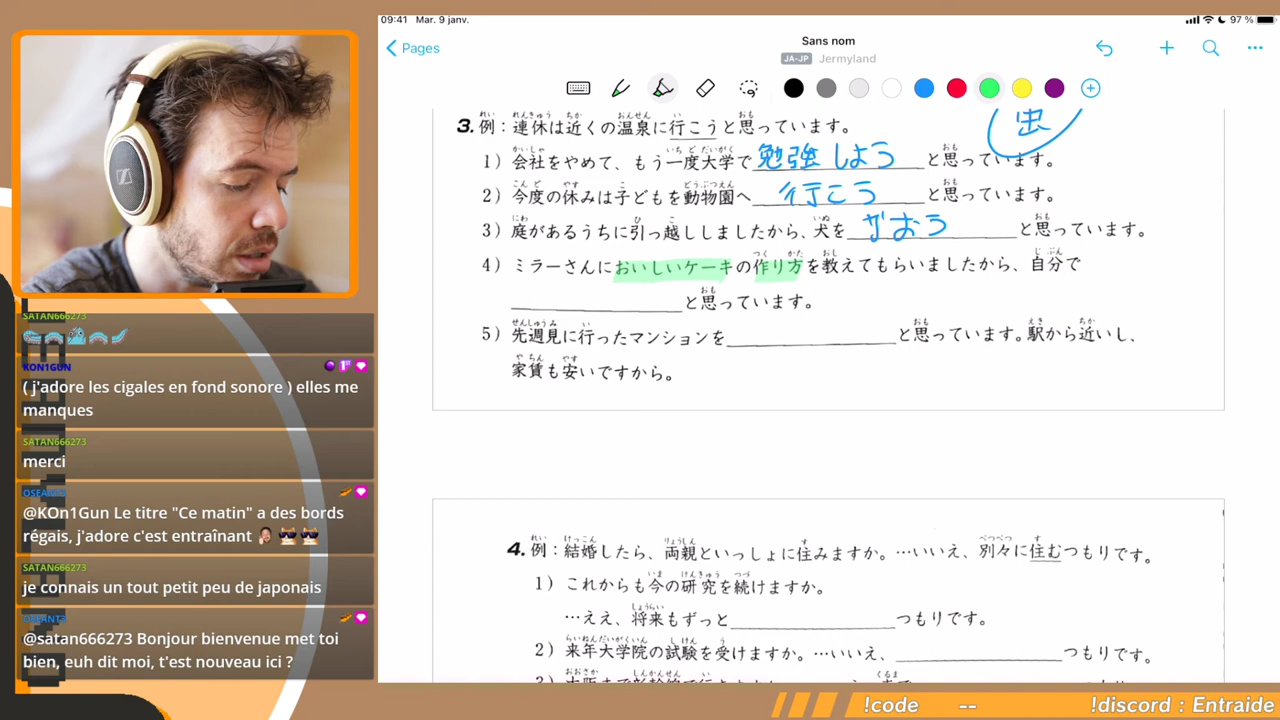 09:41 Mar. 9 janv.
97 %
Pages
Sans nom
JA-JP Jermyland
虫
3. 例：連休は近くの温泉に行こうと思っています。
1）会社をやめて、もう一度大学で勉強しようと思っています。
2）今度の休みは子どもを動物園へ行こうと思っています。
3）庭があるうちに引っ越ししましたから、犬を と思っています。
4）ミラーさんにおいしいケーキの作り方を教えてもらいましたから、自分で
と思っています。
5）先週見に行ったマンションを と思っています。駅から近いし、
家賃も安いですから。
4. 例：結婚したら、両親といっしょに住みますか。…いいえ、別々に住むつもりです。
1）これからも今の研究を続けますか。
…ええ、将来もずっと つもりです。
2）来年大学院の試験を受けますか。…いいえ、 つもりです。
SATAN666273
KON1GUN
( j'adore les cigales en fond sonore ) elles me
manques
SATAN666273
merci
@KOn1Gun Le titre "Ce matin" a des bords
régais, j'adore c'est entraînant
SATAN666273
je connais un tout petit peu de japonais
@satan666273 Bonjour bienvenue met toi
bien, euh dit moi, t'est nouveau ici ?
!code -- !discord : Entraide